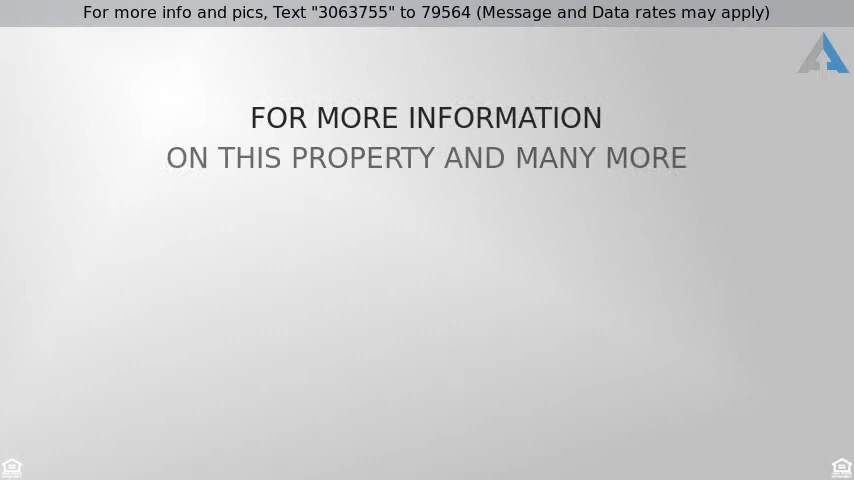 For more info and pics, Text "3063755" to 79564 (Message and Data rates may apply)
FOR MORE INFORMATION
ON THIS PROPERTY AND MANY MORE